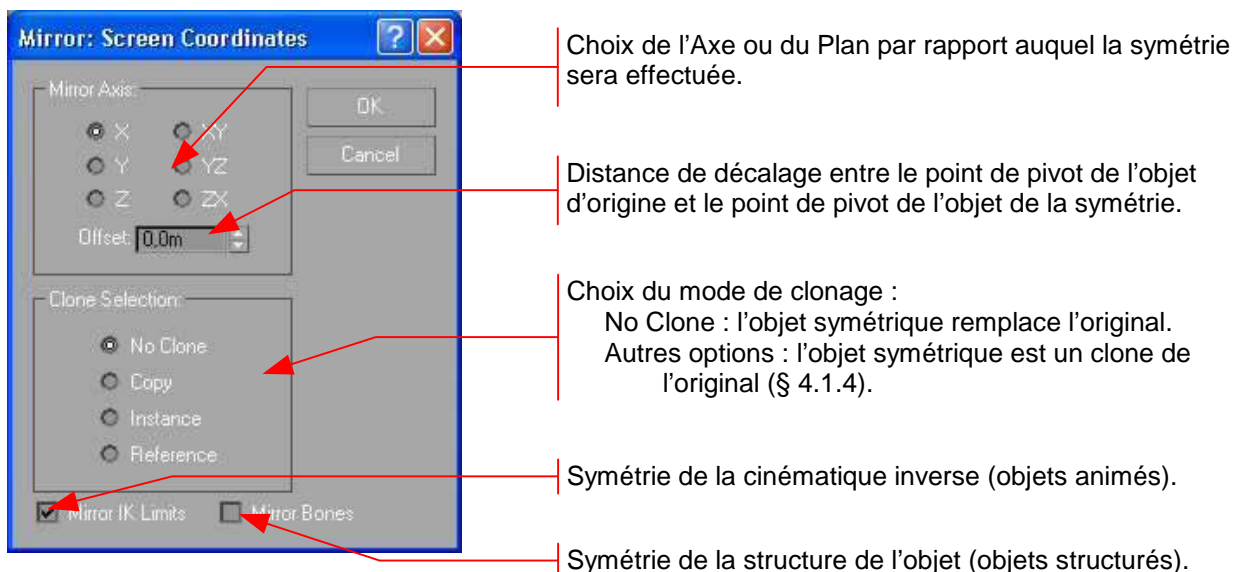 Mirror: Screen Coordinates
Mirror Axis:
X XY
Y YZ
Z ZX
Offset: 0,0m
OK
Cancel
Clone Selection:
No Clone
Copy
Instance
Reference
Mirror IK Limits Mirror Bones
Choix de l’Axe ou du Plan par rapport auquel la symétrie
sera effectuée.
Distance de décalage entre le point de pivot de l’objet
d’origine et le point de pivot de l’objet de la symétrie.
Choix du mode de clonage :
No Clone : l’objet symétrique remplace l’original.
Autres options : l’objet symétrique est un clone de
l’original (§ 4.1.4).
Symétrie de la cinématique inverse (objets animés).
Symétrie de la structure de l’objet (objets structurés).